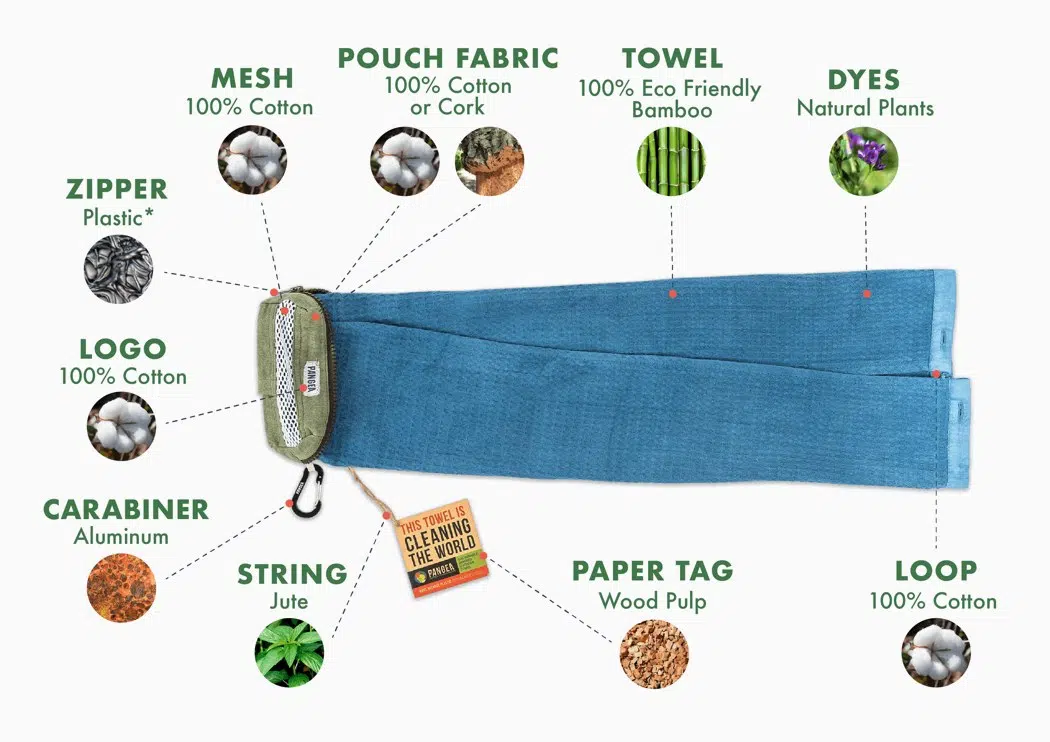 MESH
100% Cotton
POUCH FABRIC
100% Cotton
or Cork
TOWEL
100% Eco Friendly
Bamboo
DYES
Natural Plants
ZIPPER
Plastic*
LOGO
100% Cotton
PANGEA
CARABINER
Aluminum
STRING
Jute
THIS TOWEL IS
CLEANING
THE WORLD
PANGEA
PAPER TAG
Wood Pulp
LOOP
100% Cotton